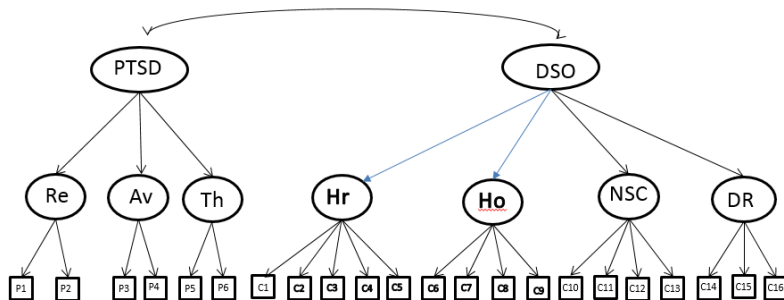 PTSD DSO
Re Av Th Hr Ho NSC DR
P1 P2 P3 P4 P5 P6 C1 C2 C3 C4 C5 C6 C7 C8 C9 C10 C11 C12 C13 C14 C15 C16